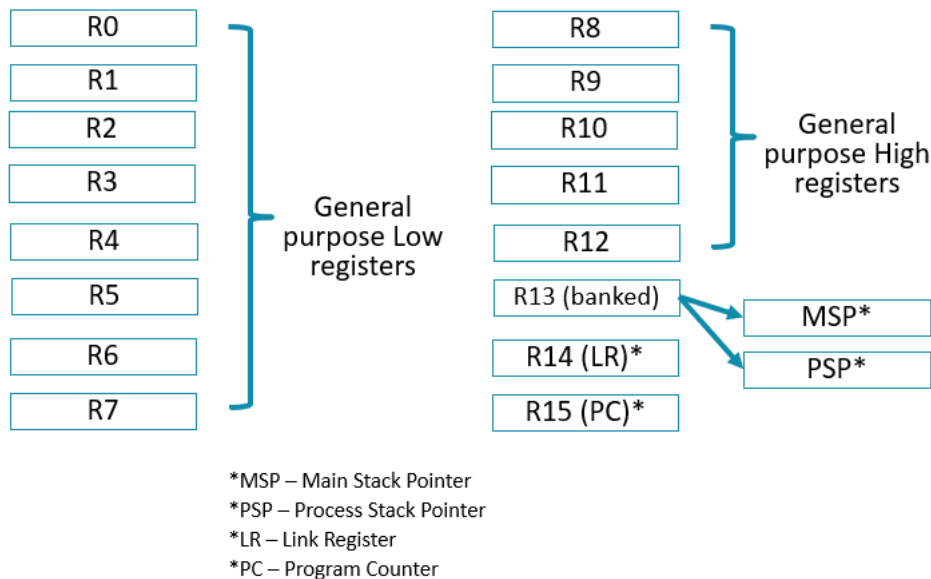 R0
R1
R2
R3
R4
R5
R6
R7
General
purpose Low
registers
R8
R9
R10
R11
R12
R13 (banked)
R14 (LR)*
R15 (PC)*
General
purpose High
registers
MSP*
PSP*
*MSP – Main Stack Pointer
*PSP – Process Stack Pointer
*LR – Link Register
*PC – Program Counter